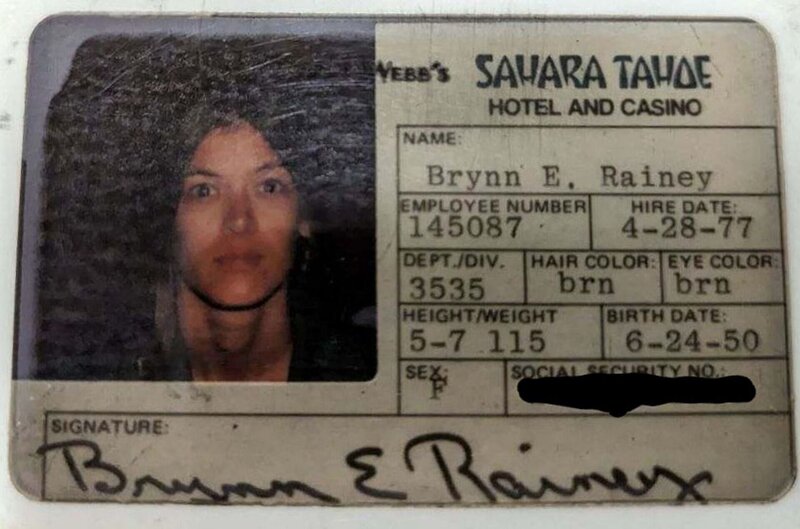 WEBB'S SAHARA TAHOE
HOTEL AND CASINO
NAME:
Brynn E. Rainey
EMPLOYEE NUMBER HIRE DATE:
145087 4-28-77
DEPT./DIV. HAIR COLOR: EYE COLOR:
3535 brn brn
HEIGHT/WEIGHT BIRTH DATE:
5-7 115 6-24-50
SEX: SOCIAL SECURITY NO.:
F
SIGNATURE:
Brynn E Rainey